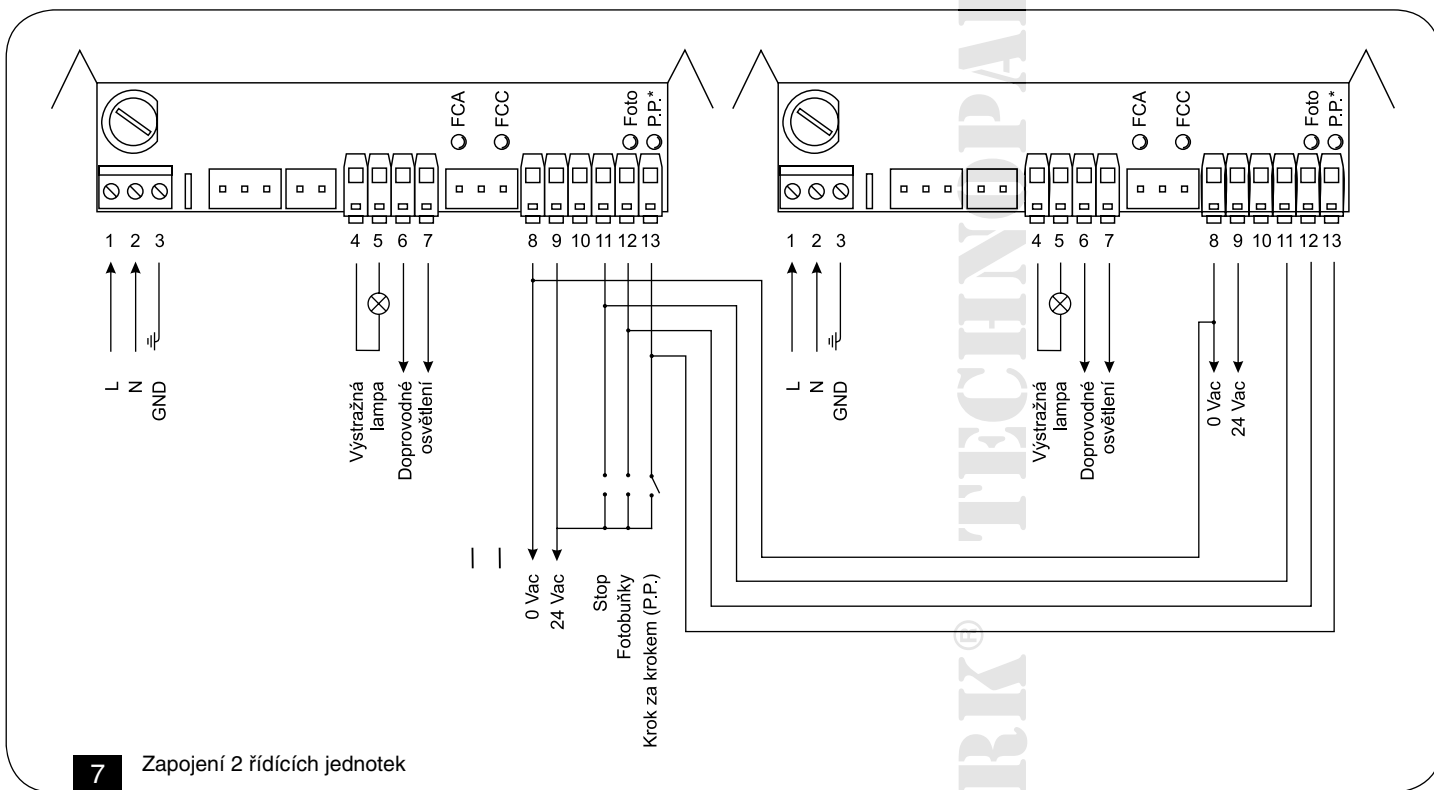 FCA
FCC
Foto
P.P.*
1 2 3
4 5 6 7
8 9 10 11 12 13
L
N
GND
Výstražná
lampa
Doprovodné
osvětlení
0 Vac
24 Vac
Stop
Fotobuňky
Krok za krokem (P.P.)
FCA
FCC
Foto
P.P.*
1 2 3
4 5 6 7
8 9 10 11 12 13
L
N
GND
Výstražná
lampa
Doprovodné
osvětlení
0 Vac
24 Vac
RK® TECHNOPA
7 Zapojení 2 řídících jednotek